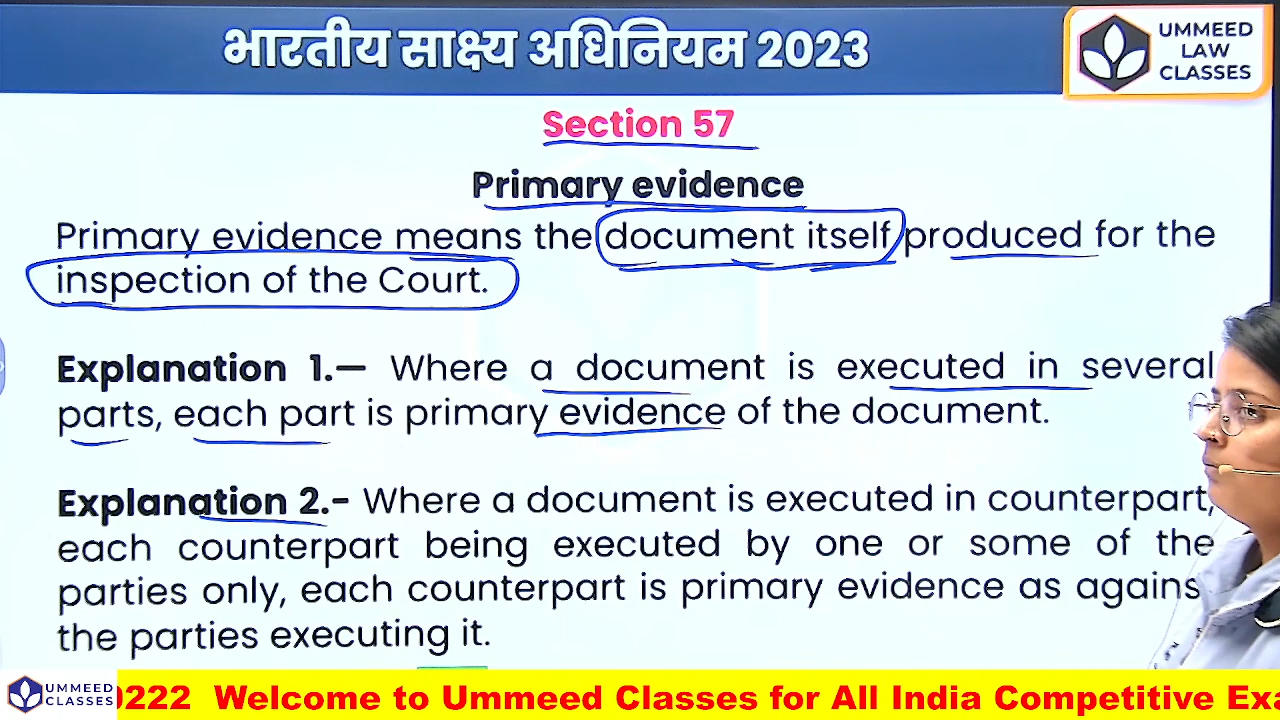 भारतीय साक्ष्य अधिनियम 2023
UMMEED
LAW
CLASSES
Section 57
Primary evidence
Primary evidence means the document itself produced for the
inspection of the Court.
Explanation 1.— Where a document is executed in several
parts, each part is primary evidence of the document.
Explanation 2.- Where a document is executed in counterpart,
each counterpart being executed by one or some of the
parties only, each counterpart is primary evidence as agains
the parties executing it.
UMMEED
CLASSES
0222 Welcome to Ummeed Classes for All India Competitive Exa